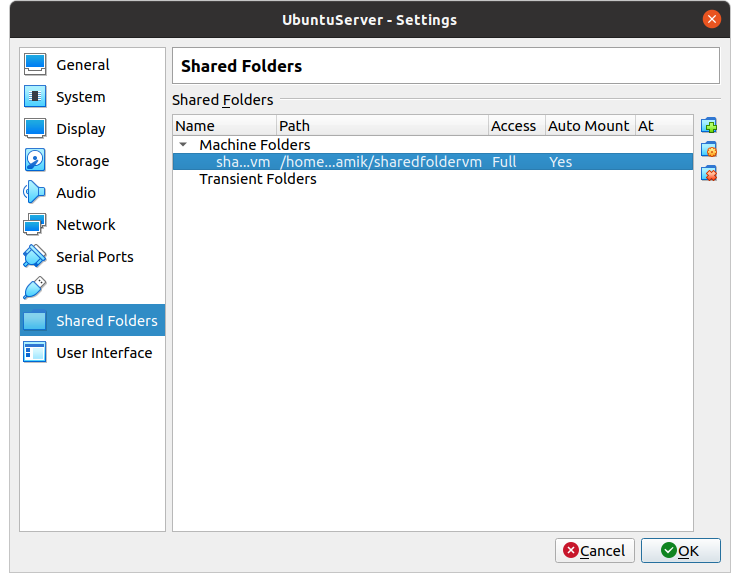 UbuntuServer - Settings
General
System
Display
Storage
Audio
Network
Serial Ports
USB
Shared Folders
User Interface
Shared Folders
Shared Folders
Name Path Access Auto Mount At
Machine Folders
sha...vm /home...amik/sharedfoldervm Full Yes
Transient Folders
Cancel OK